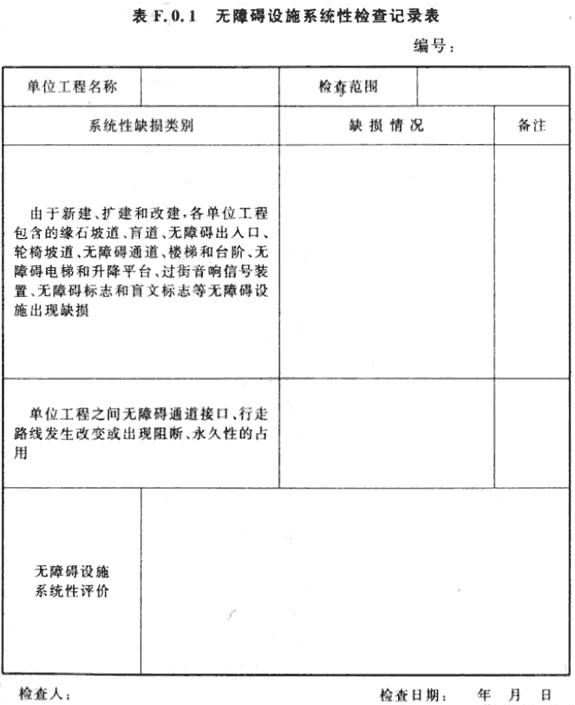 表 F.0.1 无障碍设施系统性检查记录表
编号:
单位工程名称 检查范围
系统性缺损类别 缺损情况 备注
由于新建、扩建和改建,各单位工程
包含的缘石坡道、盲道、无障碍出入口、
轮椅坡道、无障碍通道、楼梯和台阶、无
障碍电梯和升降平台、过街音响信号装
置、无障碍标志和盲文标志等无障碍设
施出现缺损
单位工程之间无障碍通道接口、行走
路线发生改变或出现阻断、永久性的占
用
无障碍设施
系统性评价
检查人: 检查日期: 年 月 日